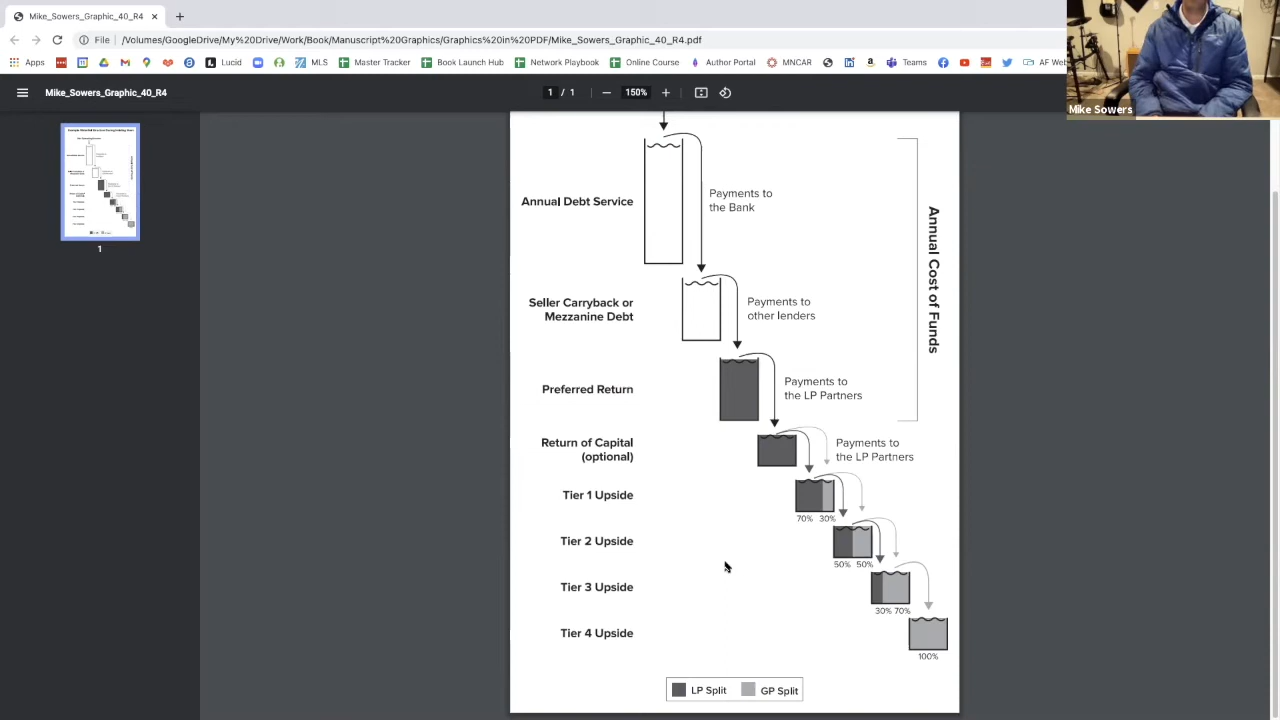 Mike_Sowers_Graphic_40_R4
File | /Volumes/GoogleDrive/My%20Drive/Work/Book/Manuscript%20Graphics/Graphics%20in%20PDF/Mike_Sowers_Graphic_40_R4.pdf
Apps Lucid MLS Master Tracker Book Launch Hub Network Playbook Online Course Author Portal MNCAR Teams AF Web
Mike_Sowers_Graphic_40_R4
1 / 1
150%
Mike Sowers
1
Annual Debt Service
Payments to
the Bank
Seller Carryback or
Mezzanine Debt
Payments to
other lenders
Preferred Return
Payments to
the LP Partners
Annual Cost of Funds
Return of Capital
(optional)
Payments to
the LP Partners
Tier 1 Upside
70% 30%
Tier 2 Upside
50% 50%
Tier 3 Upside
30% 70%
Tier 4 Upside
100%
LP Split GP Split